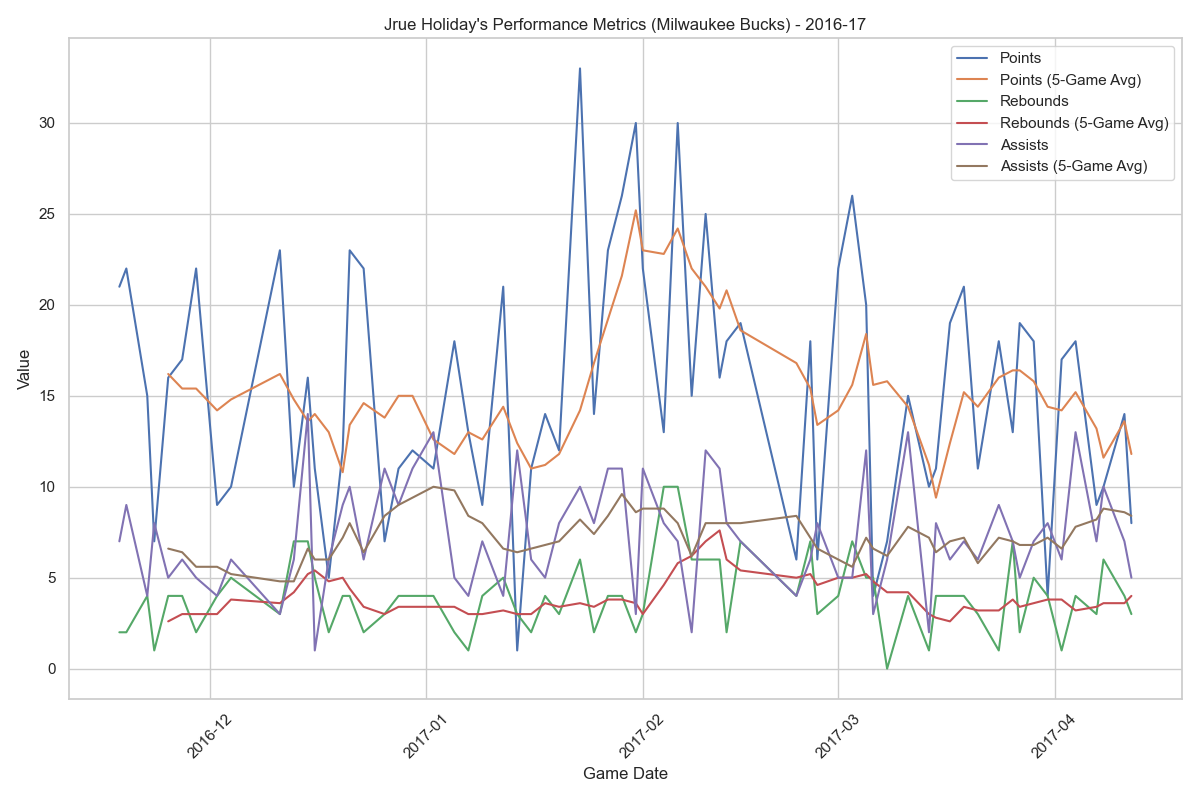 Jrue Holiday's Performance Metrics (Milwaukee Bucks) - 2016-17
Points
Points (5-Game Avg)
Rebounds
Rebounds (5-Game Avg)
Assists
Assists (5-Game Avg)
30
25
20
15
10
5
0
Value
2016-12
2017-01
2017-02
2017-03
2017-04
Game Date